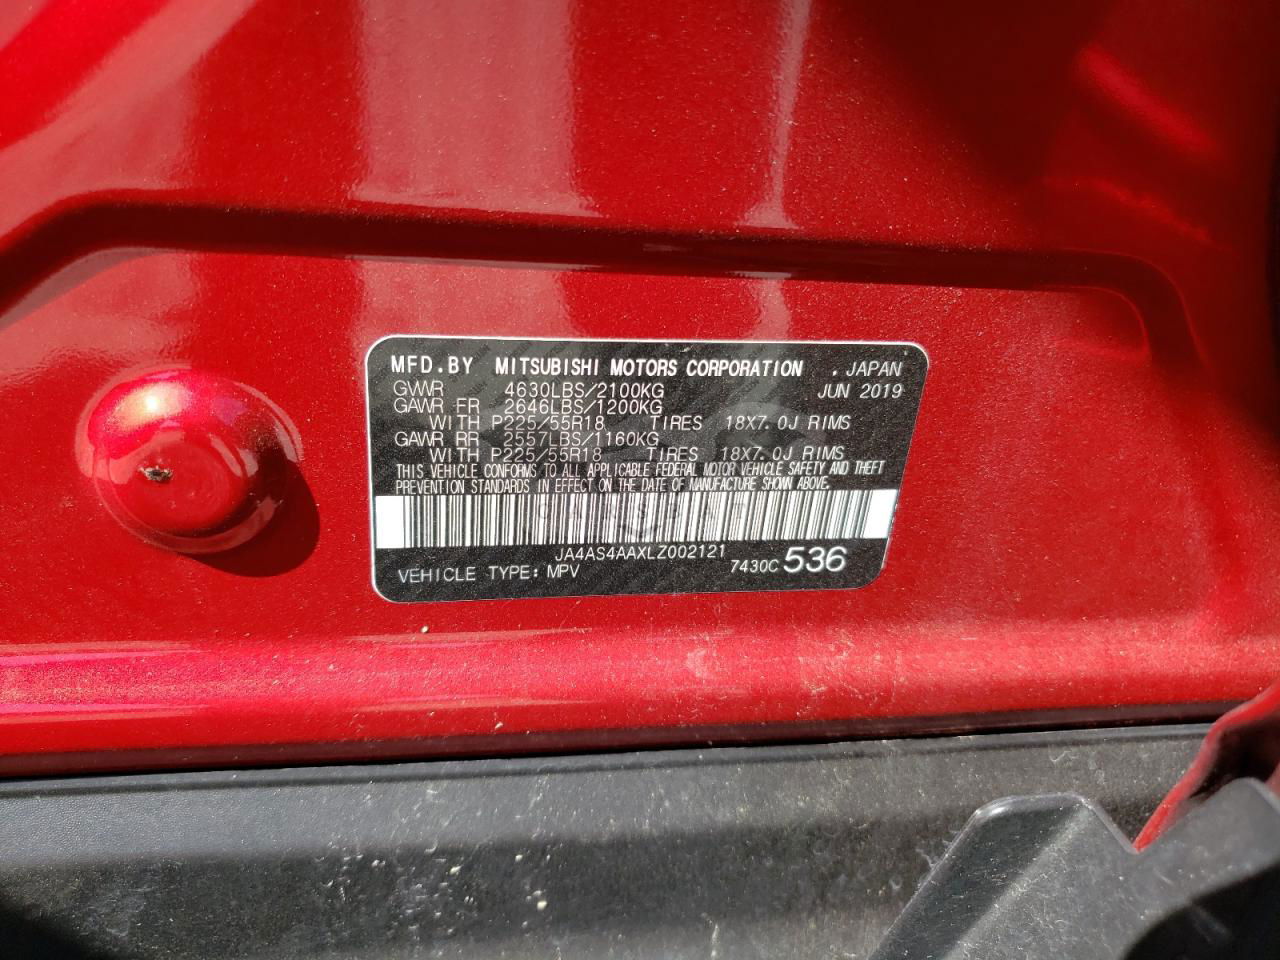 MFD.BY MITSUBISHI MOTORS CORPORATION . JAPAN
GVWR 4630LBS/2100KG JUN 2019
GAWR FR 2646LBS/1200KG
WITH P225/55R18 TIRES 18X7.0J RIMS
GAWR RR 2557LBS/1160KG
WITH P225/55R18 TIRES 18X7.0J RIMS
THIS VEHICLE CONFORMS TO ALL APPLICABLE FEDERAL MOTOR VEHICLE SAFETY AND THEFT
PREVENTION STANDARDS IN EFFECT ON THE DATE OF MANUFACTURE SHOWN ABOVE.
JA4AS4AAXLZ002121
VEHICLE TYPE: MPV 7430C 536